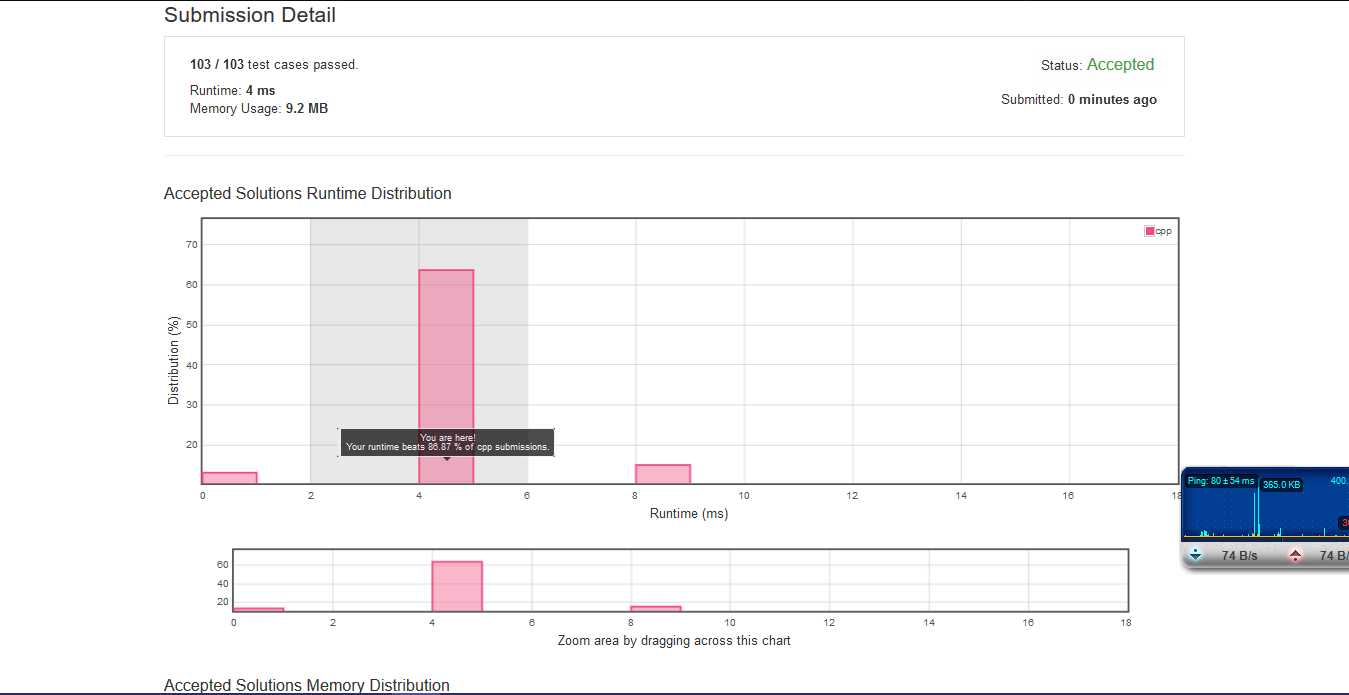 Submission Detail
103 / 103 test cases passed.
Status: Accepted
Runtime: 4 ms
Memory Usage: 9.2 MB
Submitted: 0 minutes ago
Accepted Solutions Runtime Distribution
cpp
70
60
50
40
30
20
Distribution (%)
You are here!
Your runtime beats 86.87 % of cpp submissions.
0 2 4 6 8 10 12 14 16 18
Runtime (ms)
Ping: 80 ± 54 ms 365.0 KB 400.
74 B/s 74 B/
60
40
20
0 2 4 6 8 10 12 14 16 18
Zoom area by dragging across this chart
Accepted Solutions Memory Distribution